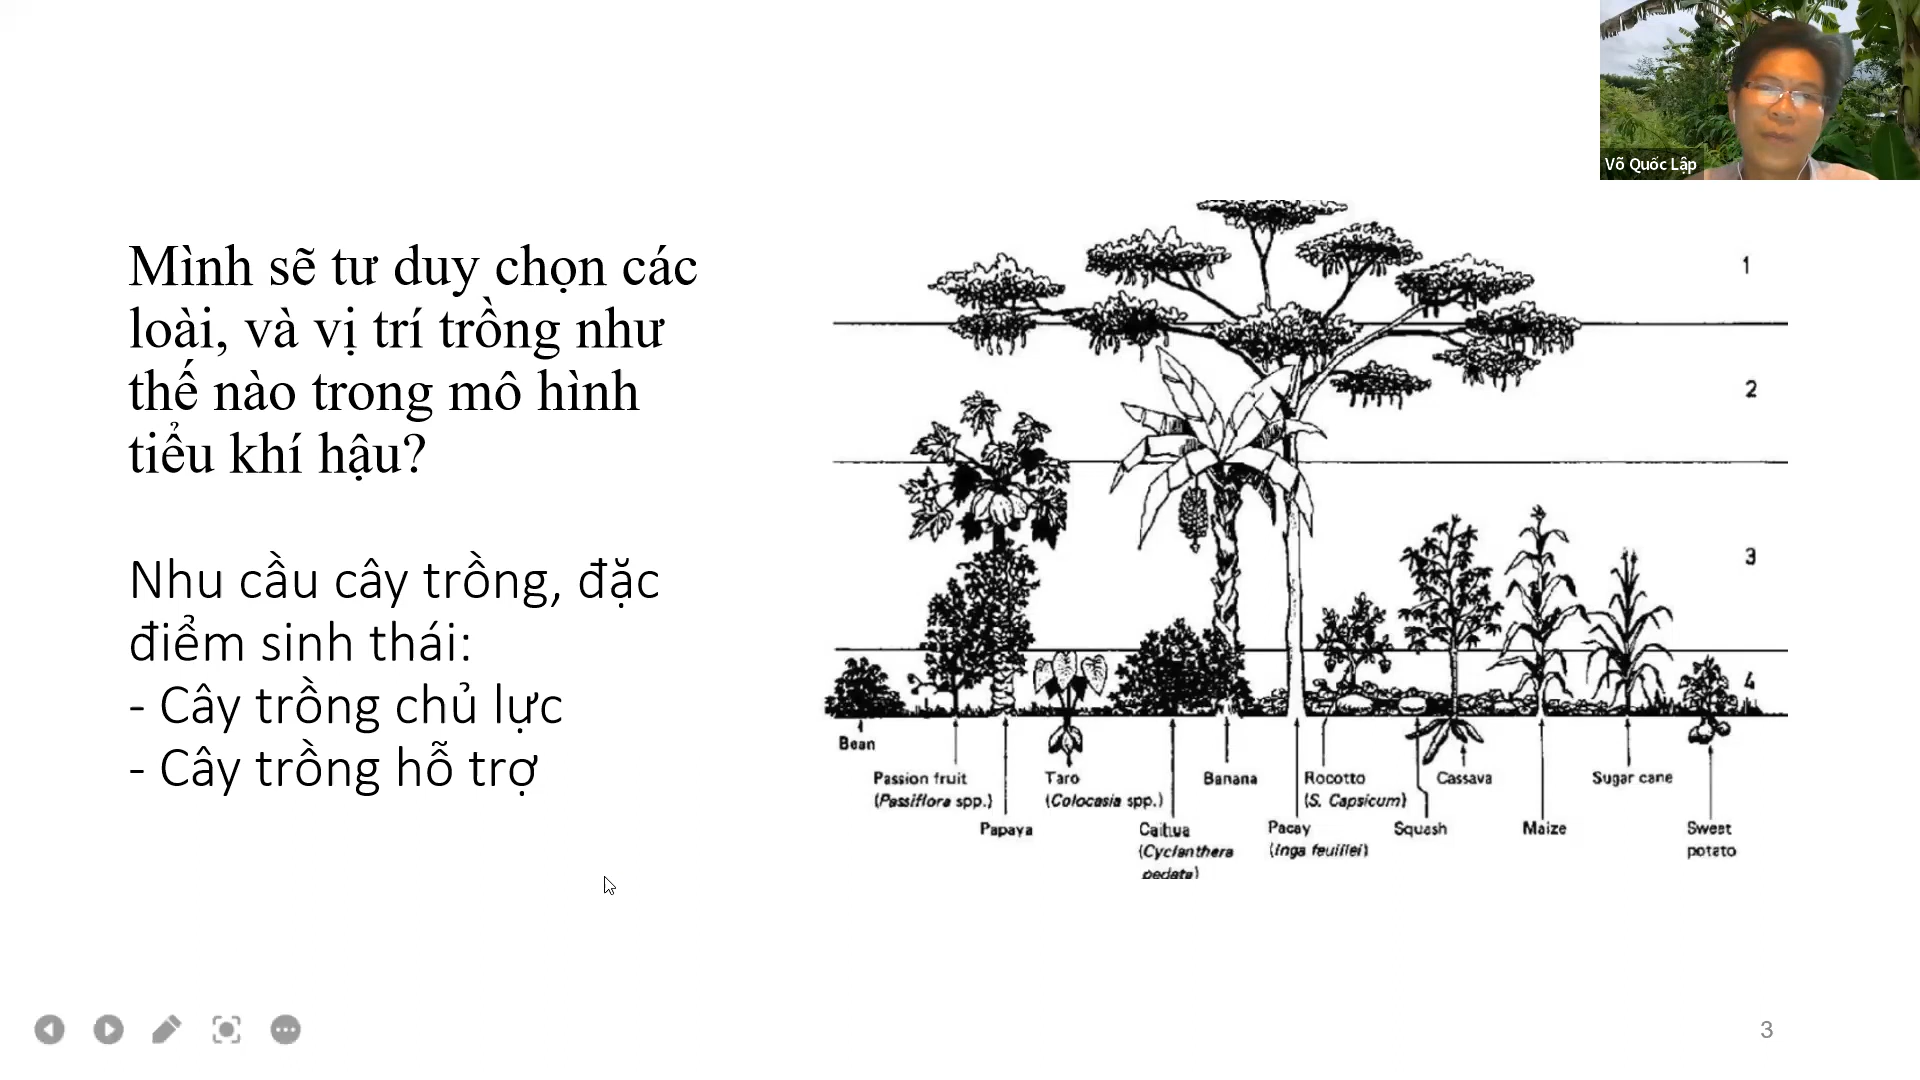 Võ Quốc Lập
Mình sẽ tư duy chọn các
loài, và vị trí trồng như
thế nào trong mô hình
tiểu khí hậu?
Nhu cầu cây trồng, đặc
điểm sinh thái:
- Cây trồng chủ lực
- Cây trồng hỗ trợ
1
2
3
4
Bean
Passion fruit
(Passiflora spp.)
Papaya
Taro
(Colocasia spp.)
Caihua
(Cyclanthera
pedata)
Banana
Pacay
(Inga feuillei)
Rocotto
(S. Capsicum)
Squash
Cassava
Maize
Sugar cane
Sweet
potato
3